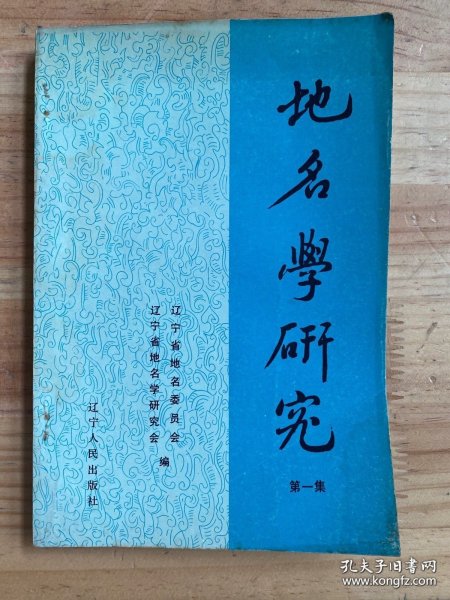 地名學研究
第一集
辽宁省地名委员会
辽宁省地名学研究会
编
辽宁人民出版社
孔夫子旧书网
www.kongfz.com